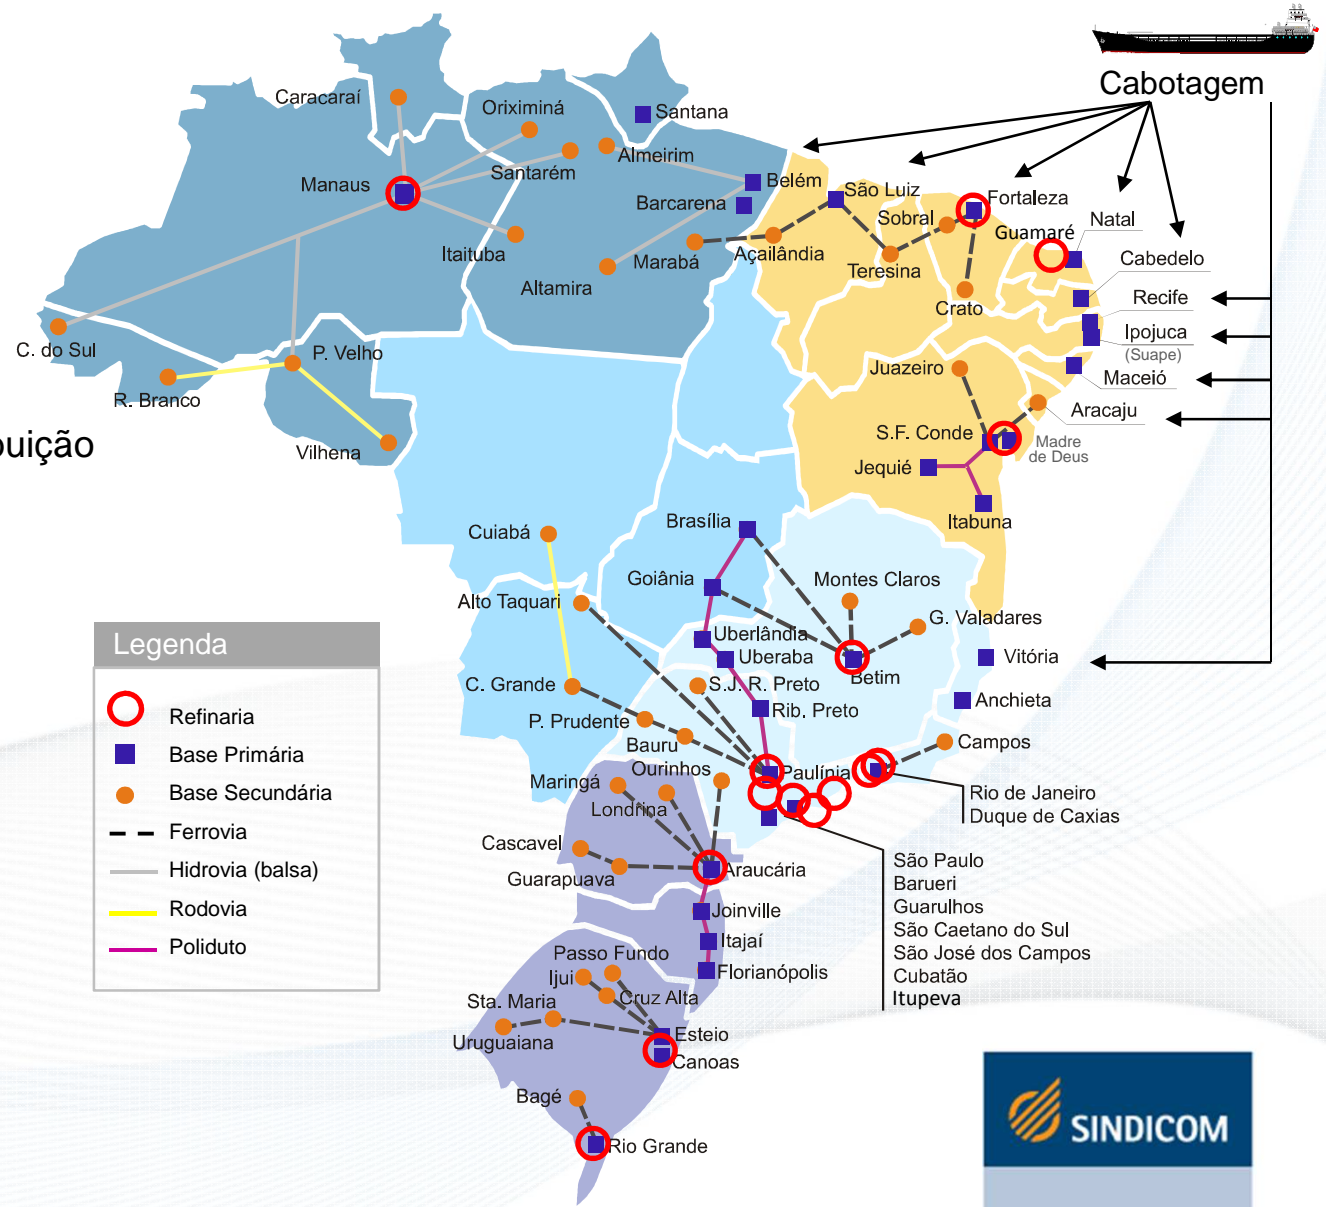 Cabotagem
Caracaraí
Oriximiná
Santana
Almeirim
Santarém
Manaus
Belém
São Luiz
Fortaleza
Barcarena
Sobral
Guamaré
Natal
Itaituba
Marabá
Açailândia
Teresina
Cabedelo
Altamira
Crato
Recife
C. do Sul
P. Velho
Ipojuca
(Suape)
Juazeiro
Maceió
R. Branco
Aracaju
Vilhena
S.F. Conde
Madre
de Deus
buição
Jequié
Itabuna
Cuiabá
Brasília
Goiânia
Montes Claros
Alto Taquari
G. Valadares
Uberlândia
Uberaba
Vitória
Betim
C. Grande
S.J. R. Preto
Anchieta
P. Prudente
Rib. Preto
Bauru
Campos
Ourinhos
Paulínia
Maringá
Londrina
Rio de Janeiro
Duque de Caxias
Cascavel
Guarapuava
Araucária
São Paulo
Barueri
Guarulhos
São Caetano do Sul
São José dos Campos
Cubatão
Itupeva
Joinville
Itajaí
Florianópolis
Passo Fundo
Ijui
Cruz Alta
Sta. Maria
Uruguaiana
Esteio
Canoas
Bagé
Rio Grande
Legenda
Refinaria
Base Primária
Base Secundária
Ferrovia
Hidrovia (balsa)
Rodovia
Poliduto
SINDICOM